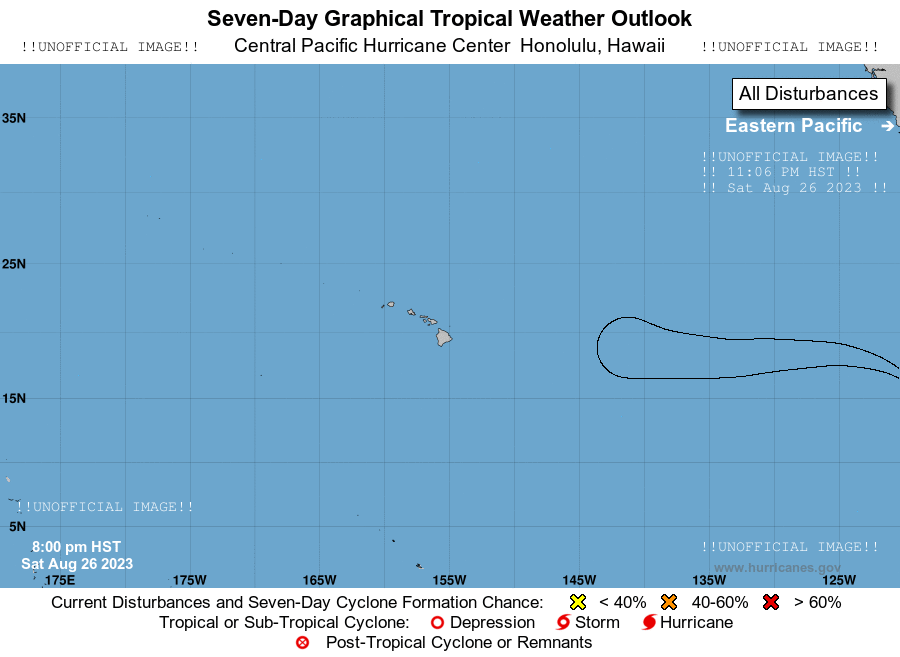 Seven-Day Graphical Tropical Weather Outlook
!!UNOFFICIAL IMAGE!! Central Pacific Hurricane Center Honolulu, Hawaii !!UNOFFICIAL IMAGE!!
All Disturbances
35N
Eastern Pacific
!!UNOFFICIAL IMAGE!!
!! 11:06 PM HST !!
!! Sat Aug 26 2023 !!
25N
15N
!!UNOFFICIAL IMAGE!!
5N
8:00 pm HST
Sat Aug 26 2023
!!UNOFFICIAL IMAGE!!
www.hurricanes.gov
175E 175W 165W 155W 145W 135W 125W
Current Disturbances and Seven-Day Cyclone Formation Chance: < 40% 40-60% > 60%
Tropical or Sub-Tropical Cyclone: Depression Storm Hurricane
Post-Tropical Cyclone or Remnants